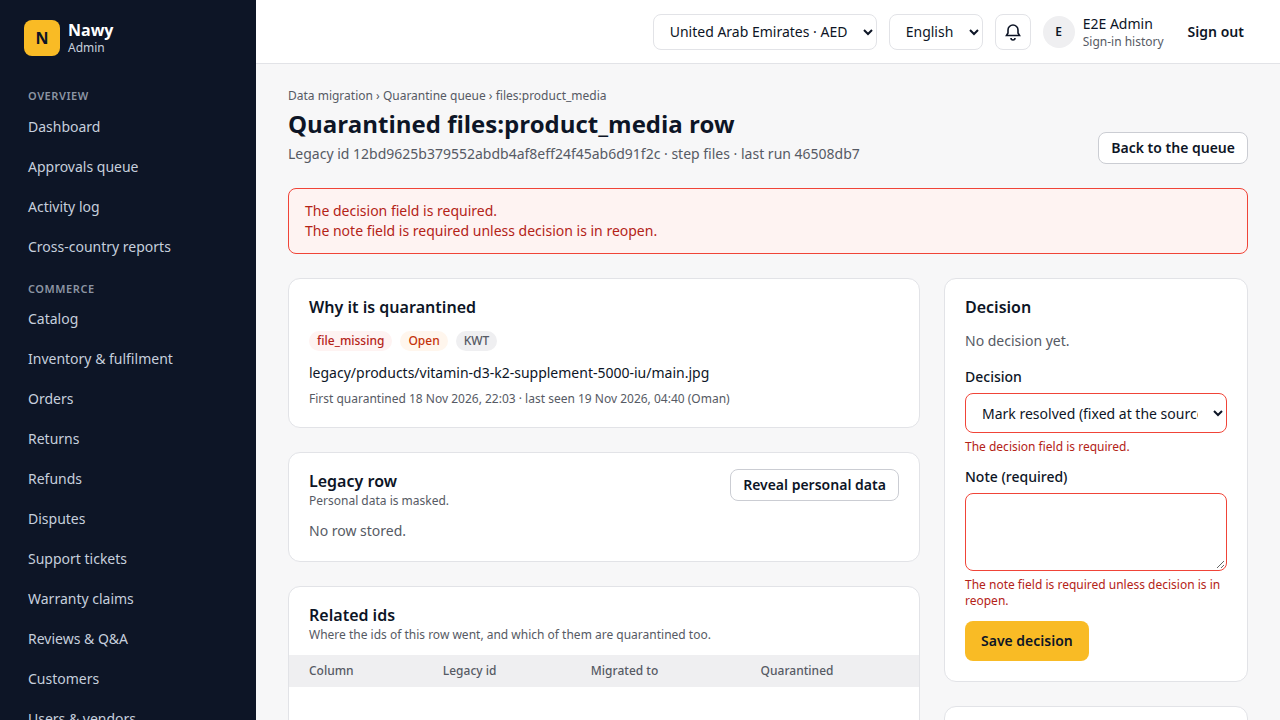 N
Nawy
Admin
OVERVIEW
Dashboard
Approvals queue
Activity log
Cross-country reports
COMMERCE
Catalog
Inventory & fulfilment
Orders
Returns
Refunds
Disputes
Support tickets
Warranty claims
Reviews & Q&A
Customers
Users & vendors
United Arab Emirates · AED
English
E
E2E Admin
Sign-in history
Sign out
Data migration › Quarantine queue › files:product_media
Quarantined files:product_media row
Legacy id 12bd9625b379552abdb4af8eff24f45ab6d91f2c · step files · last run 46508db7
Back to the queue
The decision field is required.
The note field is required unless decision is in reopen.
Why it is quarantined
file_missing Open KWT
legacy/products/vitamin-d3-k2-supplement-5000-iu/main.jpg
First quarantined 18 Nov 2026, 22:03 · last seen 19 Nov 2026, 04:40 (Oman)
Legacy row
Personal data is masked.
Reveal personal data
No row stored.
Related ids
Where the ids of this row went, and which of them are quarantined too.
Column Legacy id Migrated to Quarantined
Decision
No decision yet.
Decision
Mark resolved (fixed at the source
The decision field is required.
Note (required)
The note field is required unless decision is in
reopen.
Save decision